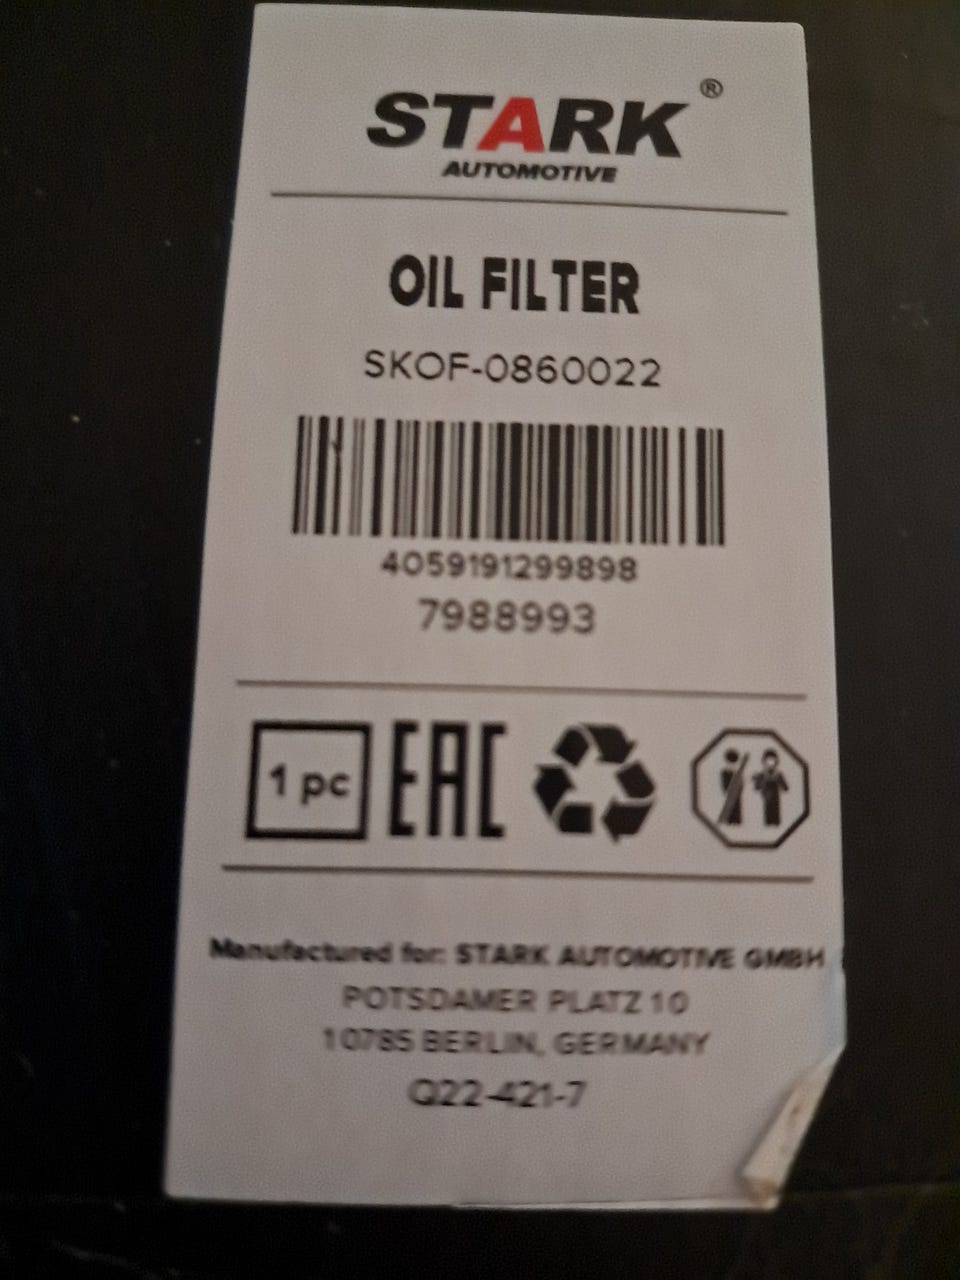 STARK ®
AUTOMOTIVE
OIL FILTER
SKOF-0860022
4059191299898
7988993
1 pc EAC
Manufactured for: STARK AUTOMOTIVE GMBH
POTSDAMER PLATZ 10
10785 BERLIN, GERMANY
Q22-421-7